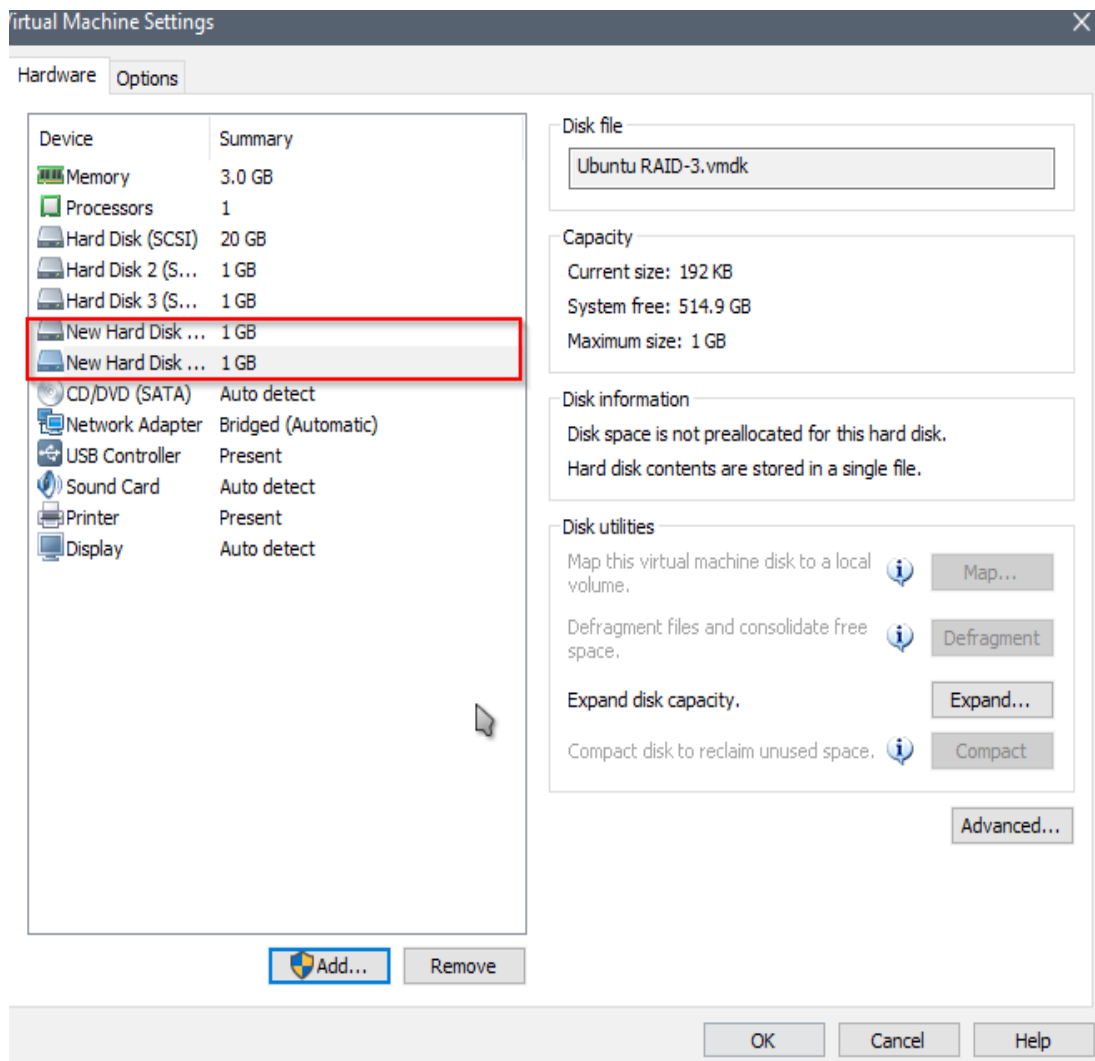 Virtual Machine Settings
Hardware
Options
Device Summary
Memory 3.0 GB
Processors 1
Hard Disk (SCSI) 20 GB
Hard Disk 2 (S... 1 GB
Hard Disk 3 (S... 1 GB
New Hard Disk ... 1 GB
New Hard Disk ... 1 GB
CD/DVD (SATA) Auto detect
Network Adapter Bridged (Automatic)
USB Controller Present
Sound Card Auto detect
Printer Present
Display Auto detect
Add...
Remove
Disk file
Ubuntu RAID-3.vmdk
Capacity
Current size: 192 KB
System free: 514.9 GB
Maximum size: 1 GB
Disk information
Disk space is not preallocated for this hard disk.
Hard disk contents are stored in a single file.
Disk utilities
Map this virtual machine disk to a local
volume.
Map...
Defragment files and consolidate free
space.
Defragment
Expand disk capacity.
Expand...
Compact disk to reclaim unused space.
Compact
Advanced...
OK
Cancel
Help